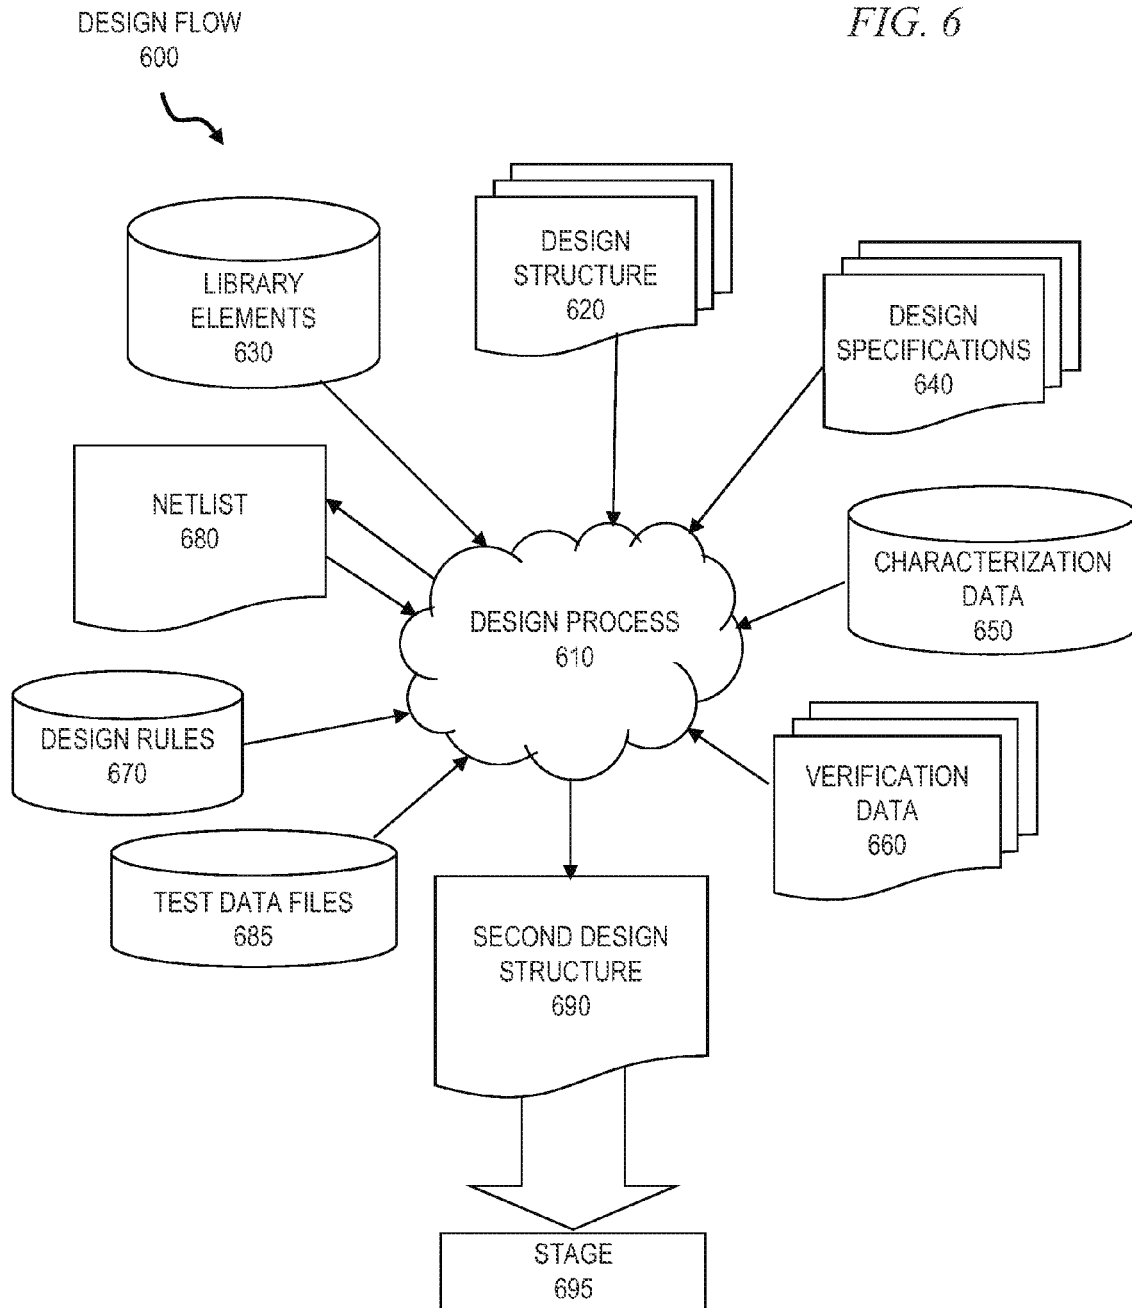 DESIGN FLOW
600
FIG. 6
LIBRARY
ELEMENTS
630
DESIGN
STRUCTURE
620
DESIGN
SPECIFICATIONS
640
NETLIST
680
CHARACTERIZATION
DATA
650
DESIGN PROCESS
610
DESIGN RULES
670
VERIFICATION
DATA
660
TEST DATA FILES
685
SECOND DESIGN
STRUCTURE
690
STAGE
695